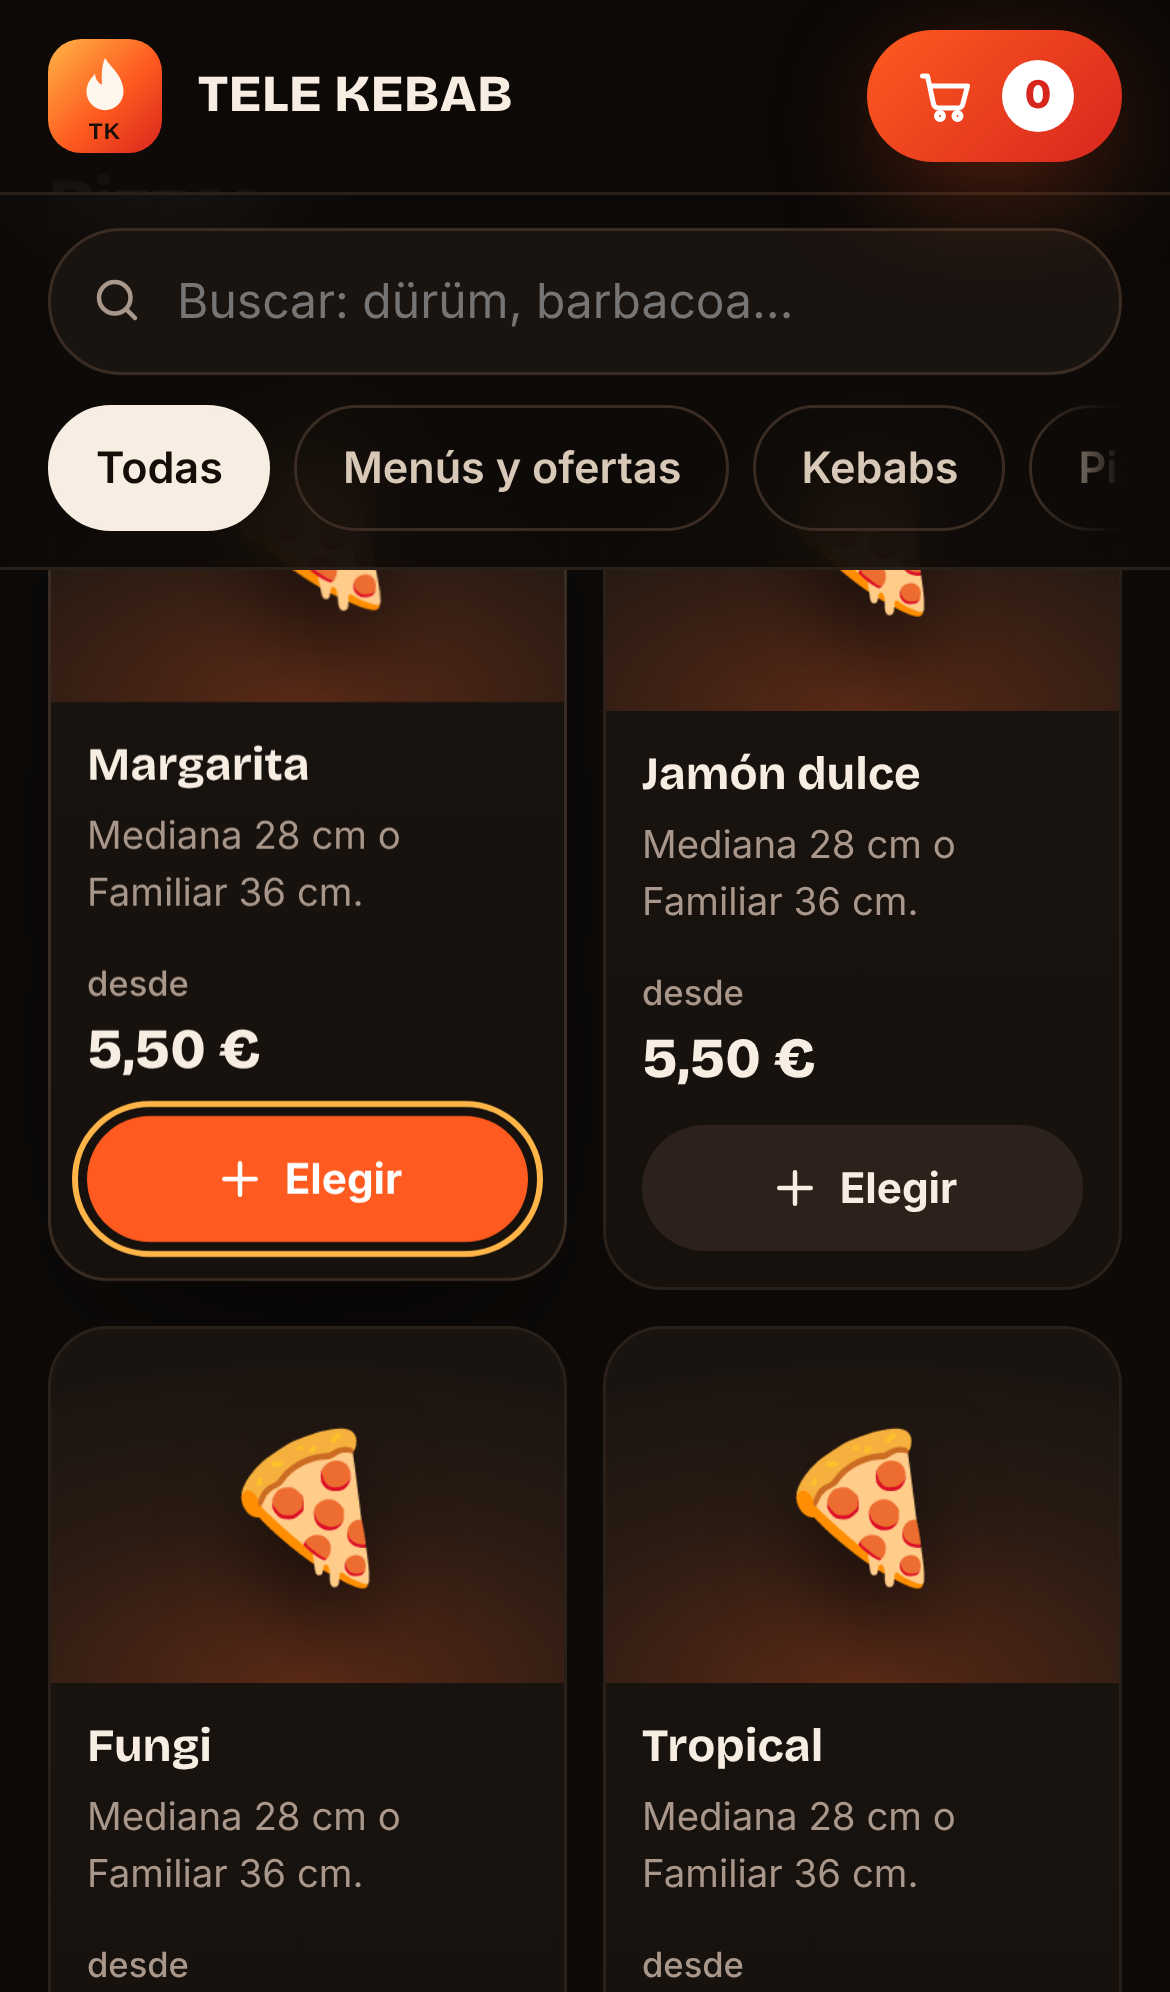 TK
TELE KEBAB
0
Pizzas
Buscar: dürüm, barbacoa...
Todas
Menús y ofertas
Kebabs
Pi
Margarita
Mediana 28 cm o
Familiar 36 cm.
desde
5,50 €
+ Elegir
Jamón dulce
Mediana 28 cm o
Familiar 36 cm.
desde
5,50 €
+ Elegir
Fungi
Mediana 28 cm o
Familiar 36 cm.
desde
Tropical
Mediana 28 cm o
Familiar 36 cm.
desde